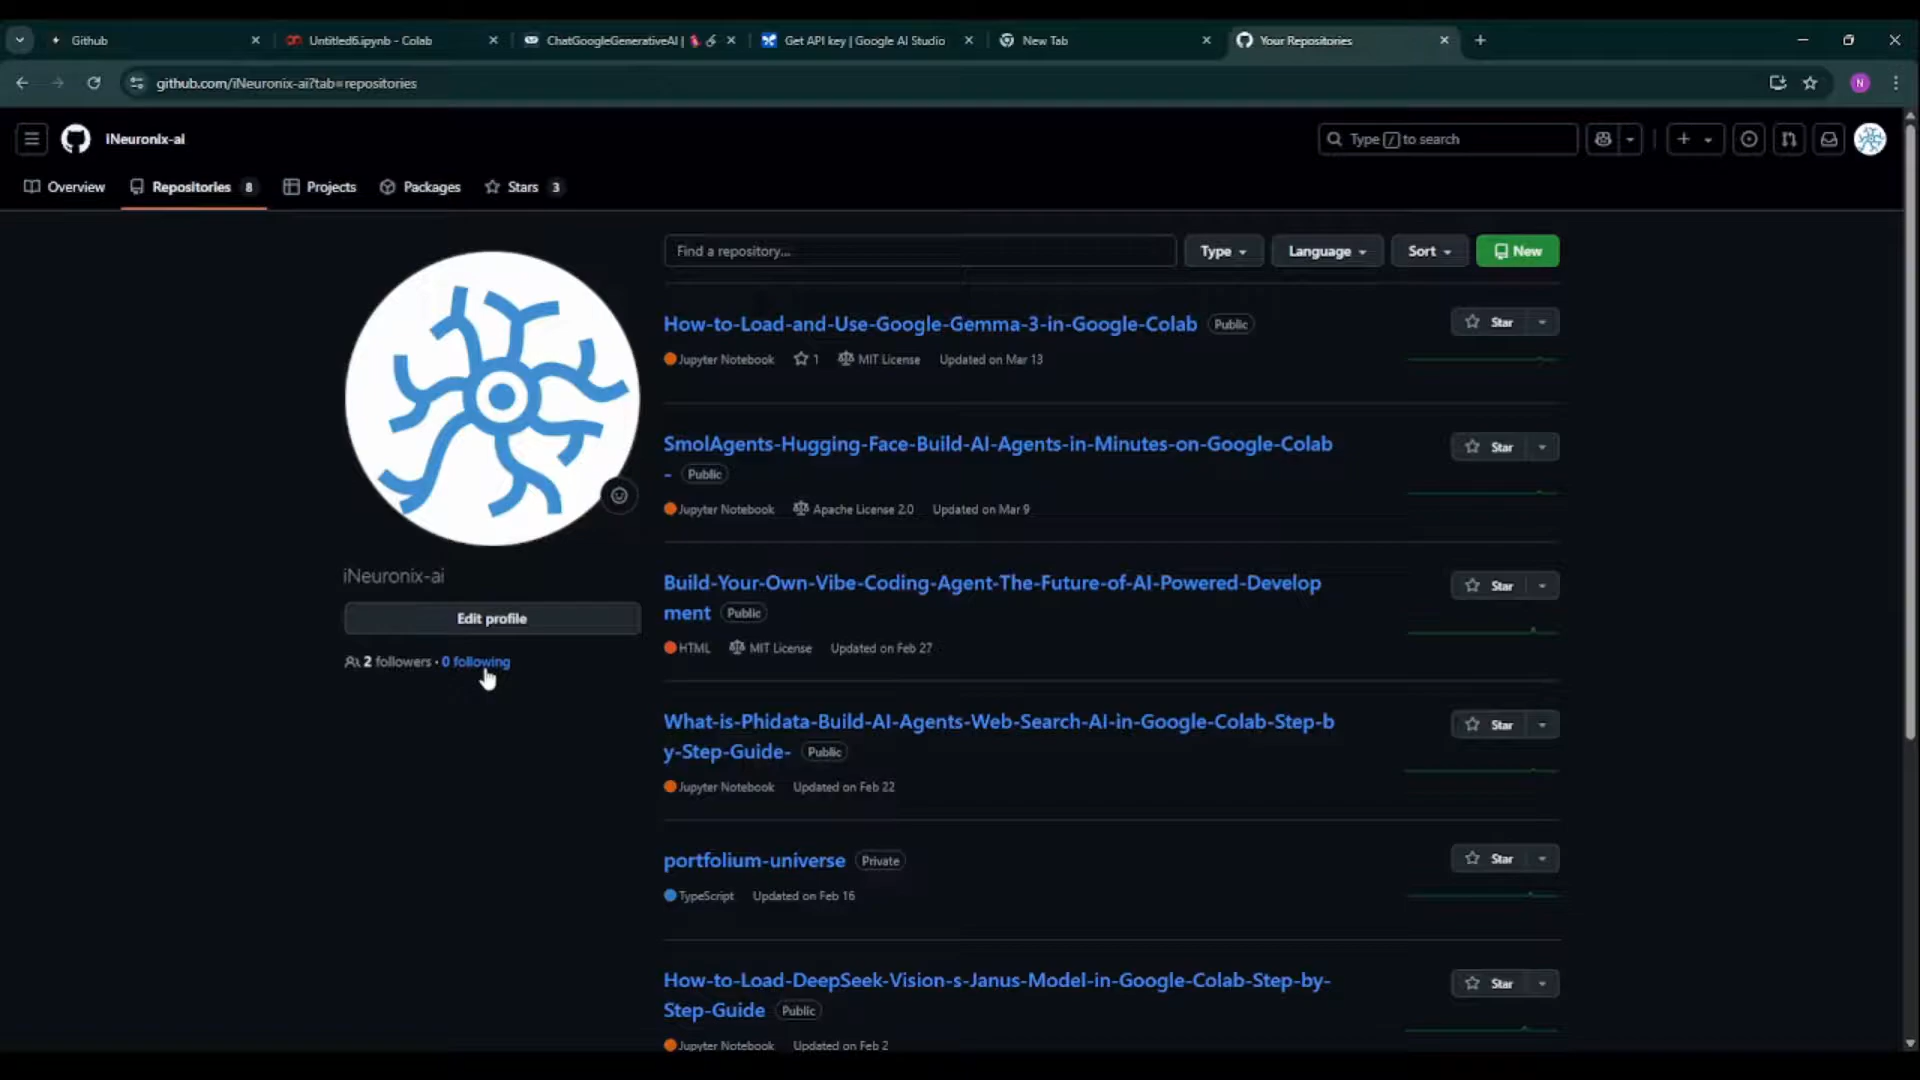 Github
Untitled6.ipynb - Colab
ChatGoogleGenerativeAI |
Get API key | Google AI Studio
New Tab
Your Repositories
github.com/iNeuronix-ai?tab=repositories
N
iNeuronix-ai
Type / to search
Overview
Repositories 8
Projects
Packages
Stars 3
Find a repository...
Type
Language
Sort
New
How-to-Load-and-Use-Google-Gemma-3-in-Google-Colab Public
Star
Jupyter Notebook 1 MIT License Updated on Mar 13
SmolAgents-Hugging-Face-Build-AI-Agents-in-Minutes-on-Google-Colab
- Public
Star
Jupyter Notebook Apache License 2.0 Updated on Mar 9
iNeuronix-ai
Edit profile
2 followers · 0 following
Build-Your-Own-Vibe-Coding-Agent-The-Future-of-AI-Powered-Develop
ment Public
Star
HTML MIT License Updated on Feb 27
What-is-Phidata-Build-AI-Agents-Web-Search-AI-in-Google-Colab-Step-b
y-Step-Guide- Public
Star
Jupyter Notebook Updated on Feb 22
portfolium-universe Private
Star
TypeScript Updated on Feb 16
How-to-Load-DeepSeek-Vision-s-Janus-Model-in-Google-Colab-Step-by-
Step-Guide Public
Star
Jupyter Notebook Updated on Feb 2